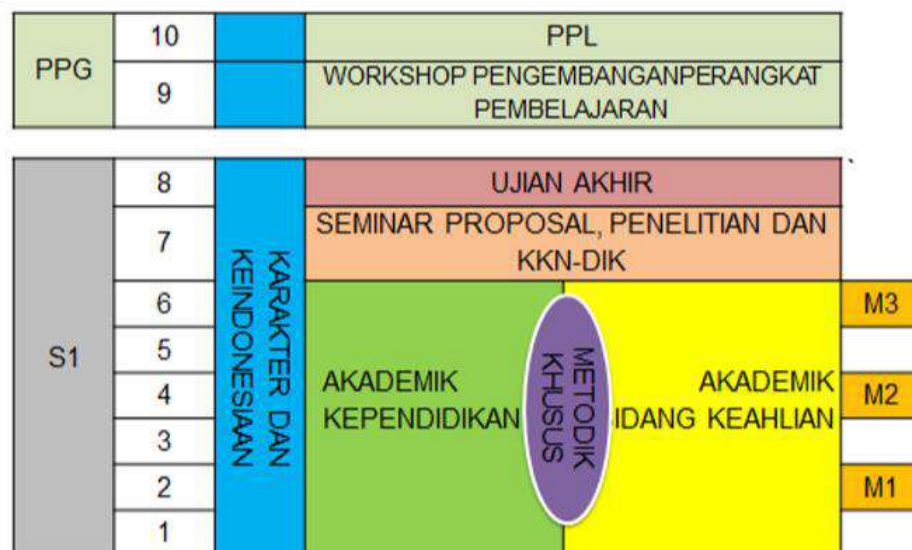 PPG
10
PPL
9
WORKSHOP PENGEMBANGANPERANGKAT
PEMBELAJARAN
S1
8
UJIAN AKHIR
7
SEMINAR PROPOSAL, PENELITIAN DAN
KKN-DIK
6
5
4
3
2
1
KARAKTER DAN
KEINDONESIAAN
AKADEMIK
KEPENDIDIKAN
METODIK
KHUSUS
AKADEMIK
IDANG KEAHLIAN
M3
M2
M1